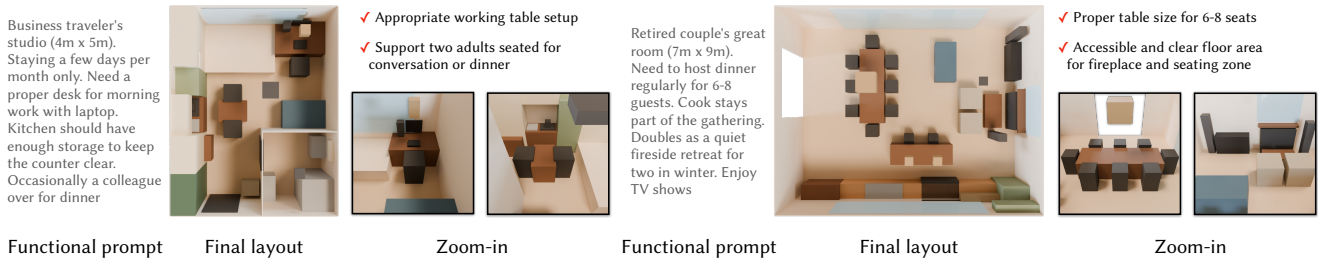 Business traveler's
studio (4m x 5m).
Staying a few days per
month only. Need a
proper desk for morning
work with laptop.
Kitchen should have
enough storage to keep
the counter clear.
Occasionally a colleague
over for dinner
✓ Appropriate working table setup
✓ Support two adults seated for
conversation or dinner
Functional prompt
Final layout
Zoom-in
Retired couple's great
room (7m x 9m).
Need to host dinner
regularly for 6-8
guests. Cook stays
part of the gathering.
Doubles as a quiet
fireside retreat for
two in winter. Enjoy
TV shows
✓ Proper table size for 6-8 seats
✓ Accessible and clear floor area
for fireplace and seating zone
Functional prompt
Final layout
Zoom-in